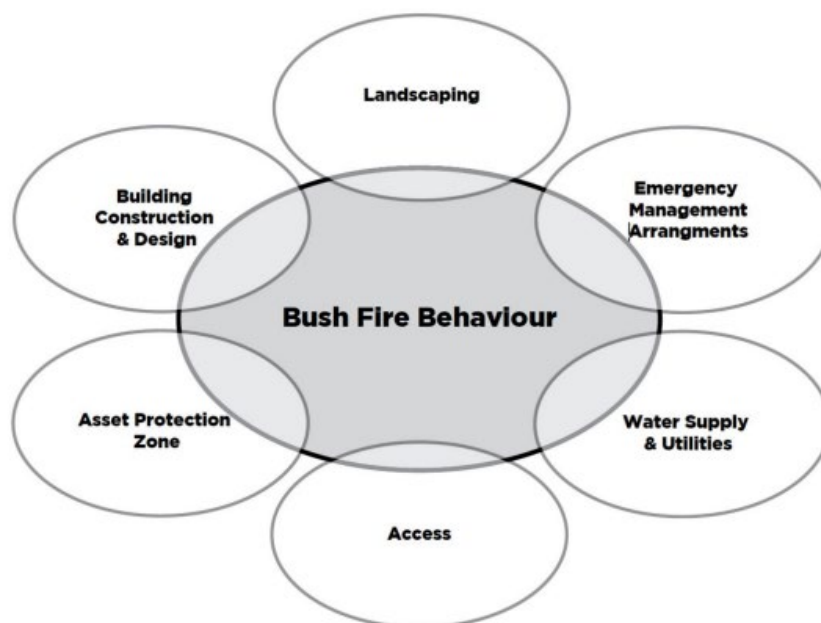 Landscaping
Building
Construction
& Design
Emergency
Management
Arrangments
Bush Fire Behaviour
Asset Protection
Zone
Water Supply
& Utilities
Access